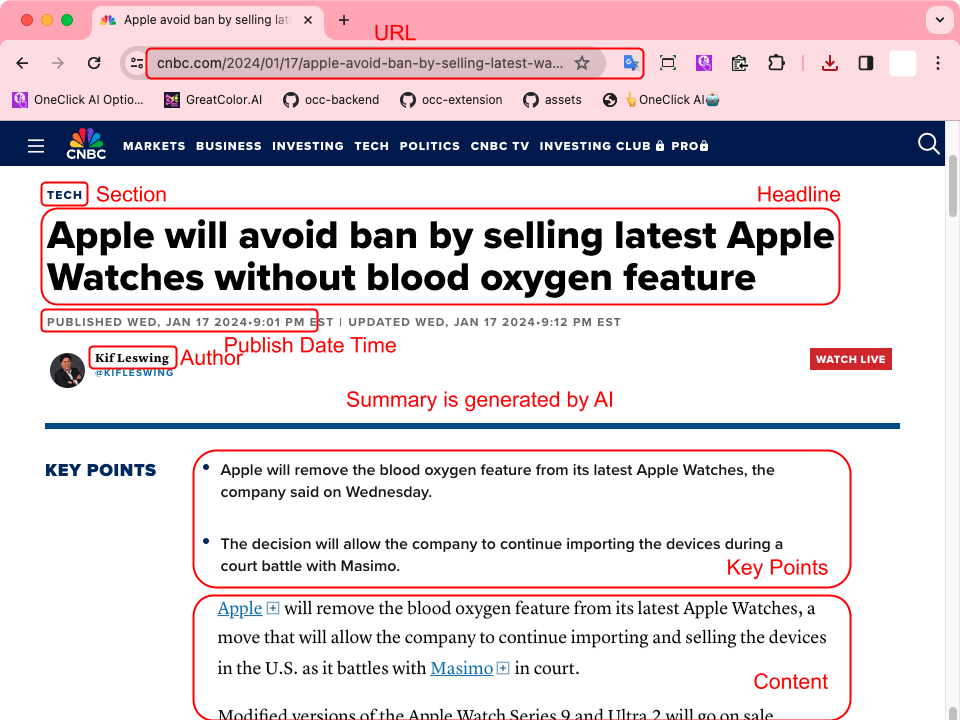 Apple avoid ban by selling late
URL
cnbc.com/2024/01/17/apple-avoid-ban-by-selling-latest-wa...
OneClick AI Optio...
GreatColor.AI
occ-backend
occ-extension
assets
👆OneClick AI🤖
CNBC
MARKETS BUSINESS INVESTING TECH POLITICS CNBC TV INVESTING CLUB PRO
TECH
Section
Headline
Apple will avoid ban by selling latest Apple
Watches without blood oxygen feature
PUBLISHED WED, JAN 17 2024•9:01 PM EST | UPDATED WED, JAN 17 2024•9:12 PM EST
Publish Date Time
Kif Leswing
Author
@KIFLESWING
WATCH LIVE
Summary is generated by AI
KEY POINTS
• Apple will remove the blood oxygen feature from its latest Apple Watches, the
company said on Wednesday.
• The decision will allow the company to continue importing the devices during a
court battle with Masimo.
Key Points
Apple will remove the blood oxygen feature from its latest Apple Watches, a
move that will allow the company to continue importing and selling the devices
in the U.S. as it battles with Masimo in court.
Content
Modified versions of the Apple Watch Series 9 and Ultra 2 will go on sale